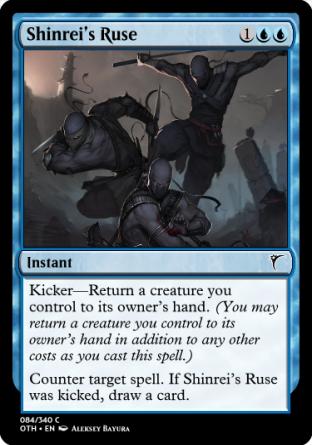 Shinrei's Ruse 1
Instant
Kicker—Return a creature you
control to its owner's hand. (You may
return a creature you control to its
owner's hand in addition to any other
costs as you cast this spell.)
Counter target spell. If Shinrei's Ruse
was kicked, draw a card.
084/340 C
OTH • EN Aleksey Bayura